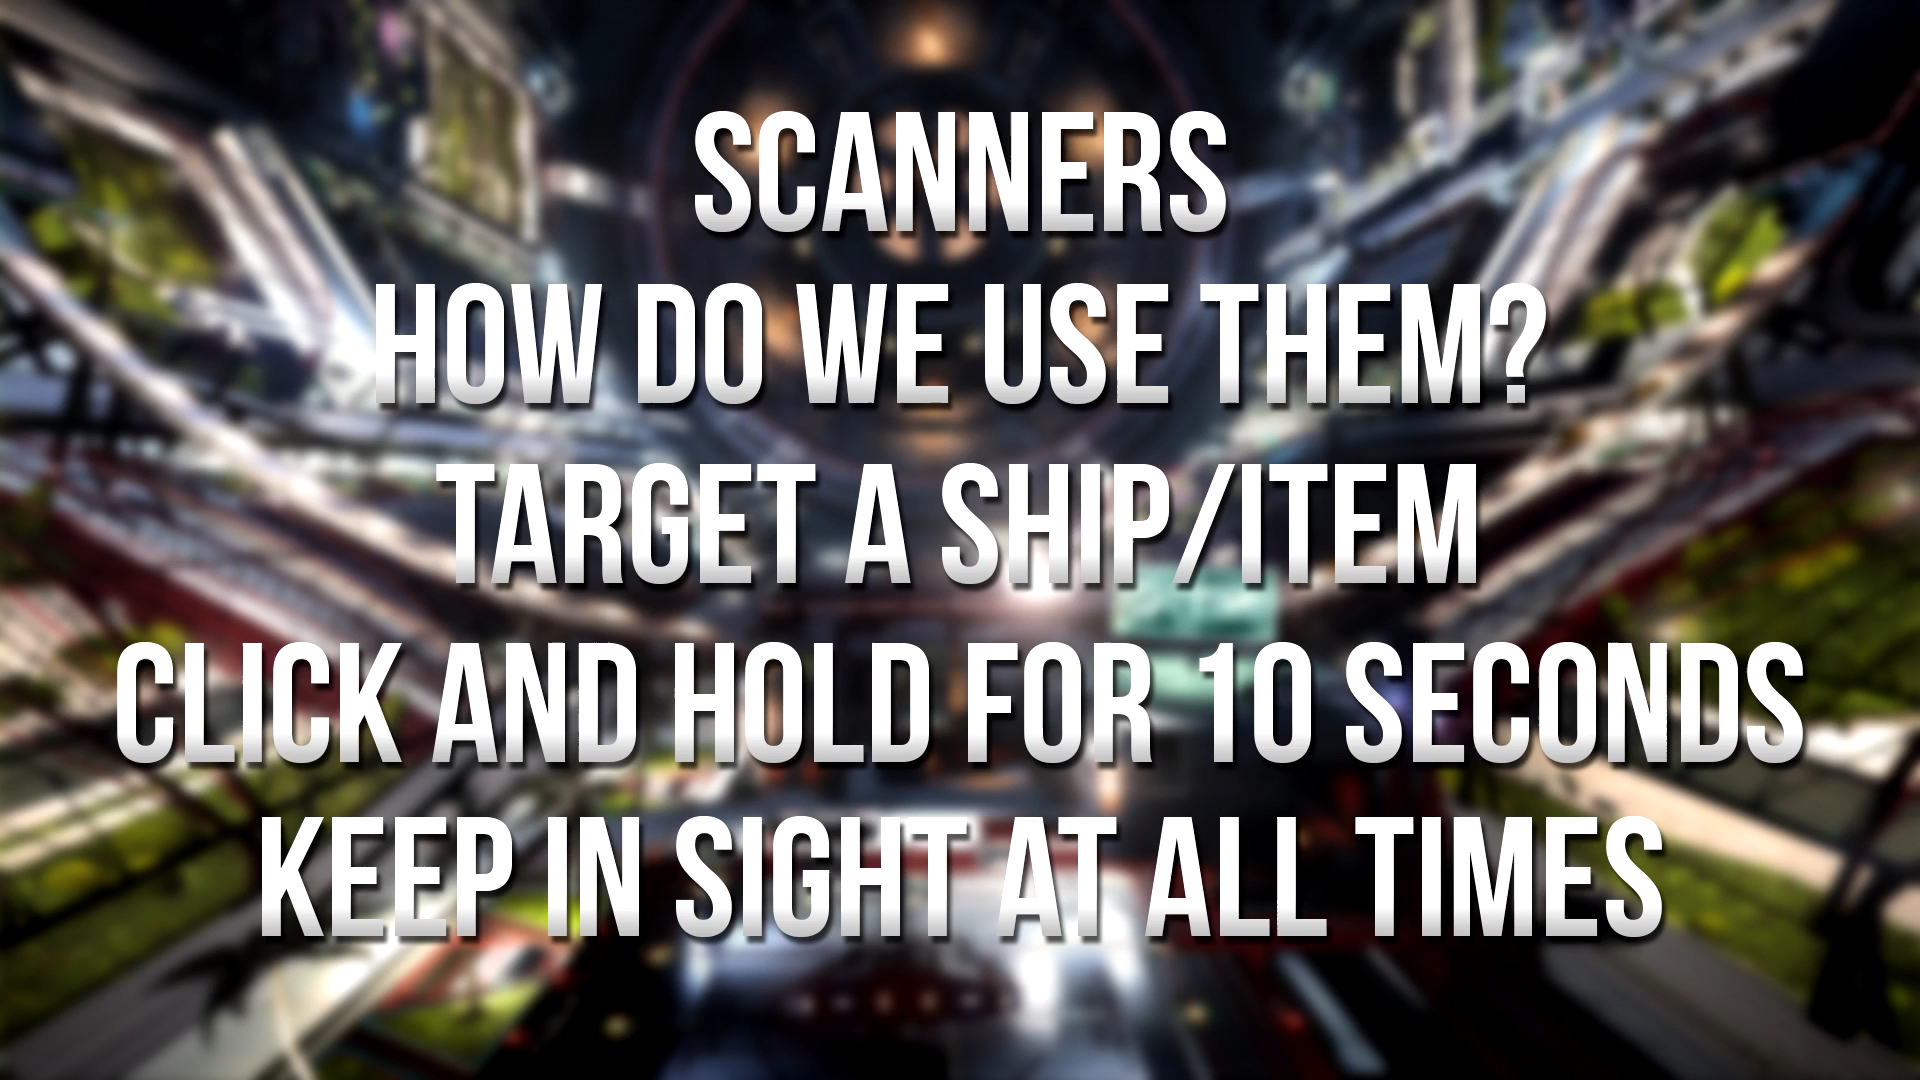 SCANNERS
HOW DO WE USE THEM?
TARGET A SHIP/ITEM
CLICK AND HOLD FOR 10 SECONDS
KEEP IN SIGHT AT ALL TIMES